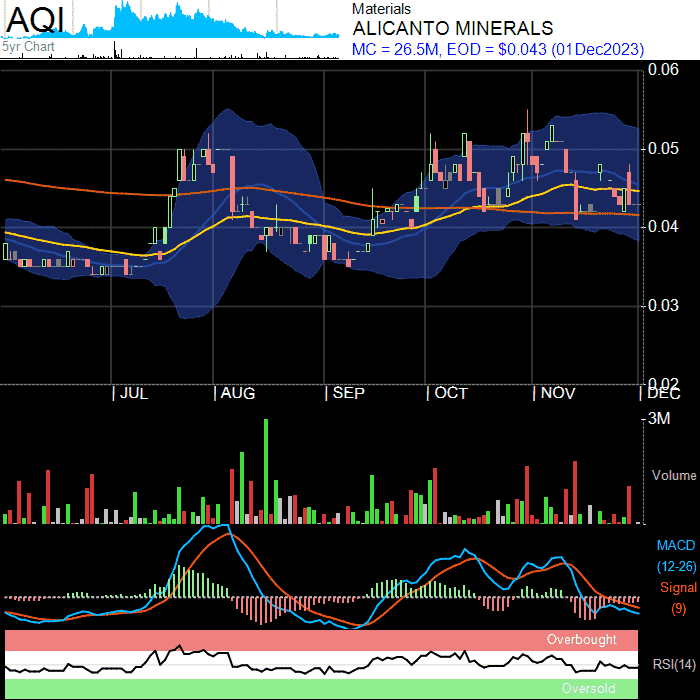 AQI
5yr Chart
Materials
ALICANTO MINERALS
MC = 26.5M, EOD = $0.043 (01Dec2023)
0.06
0.05
0.04
0.03
0.02
JUL AUG SEP OCT NOV DEC
3M
Volume
MACD
(12-26)
Signal
(9)
Overbought
RSI(14)
Oversold